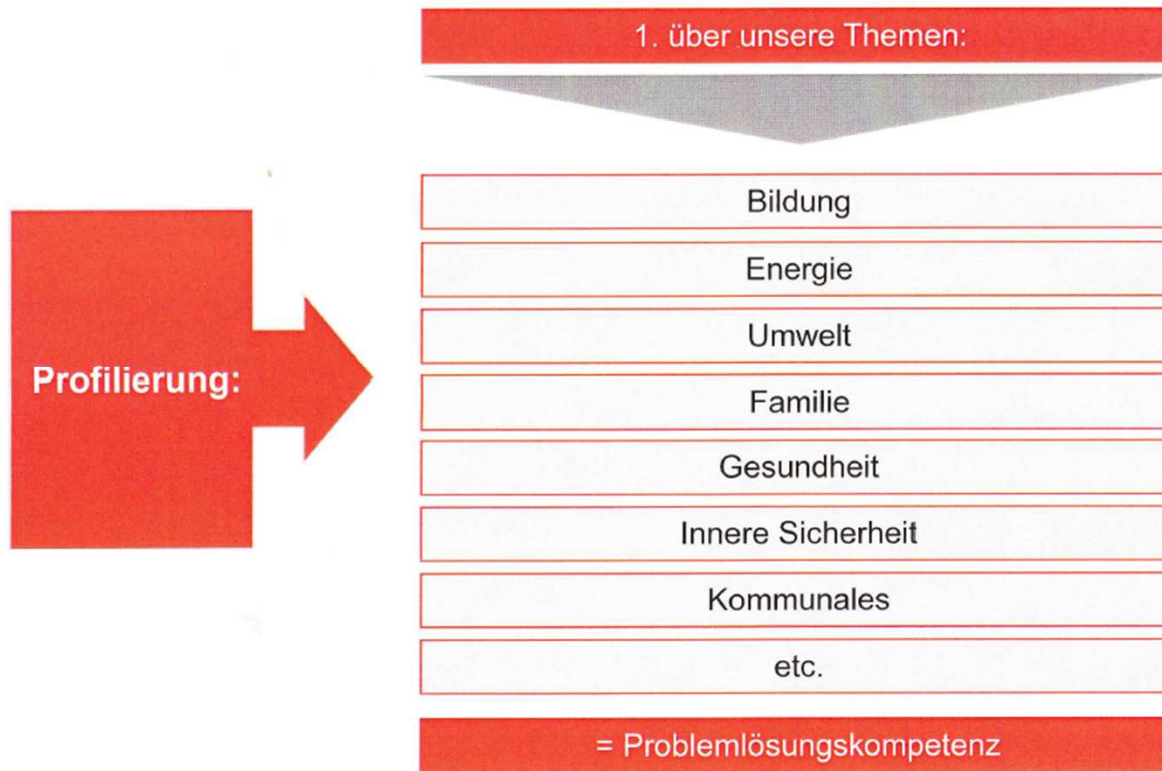 1. über unsere Themen:
Profilierung:
Bildung
Energie
Umwelt
Familie
Gesundheit
Innere Sicherheit
Kommunales
etc.
= Problemlösungskompetenz